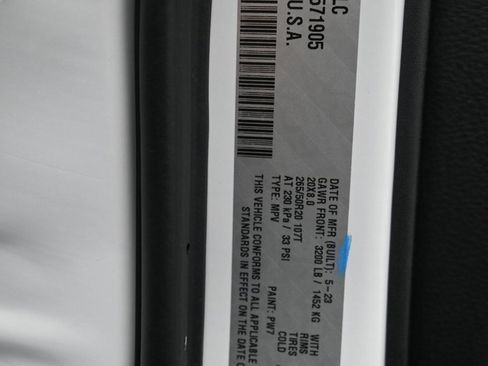 LC
U.S.A.
571905
DATE OF MFR (BUILT): 5-23
GAWR FRONT: 3200 LB / 1452 KG WITH
20X8.0 RIMS
265/50R20 107T TIRES
AT 230 kPa / 33 PSI COLD
TYPE: MPV PAINT: PW7
THIS VEHICLE CONFORMS TO ALL APPLICABLE
STANDARDS IN EFFECT ON THE DATE